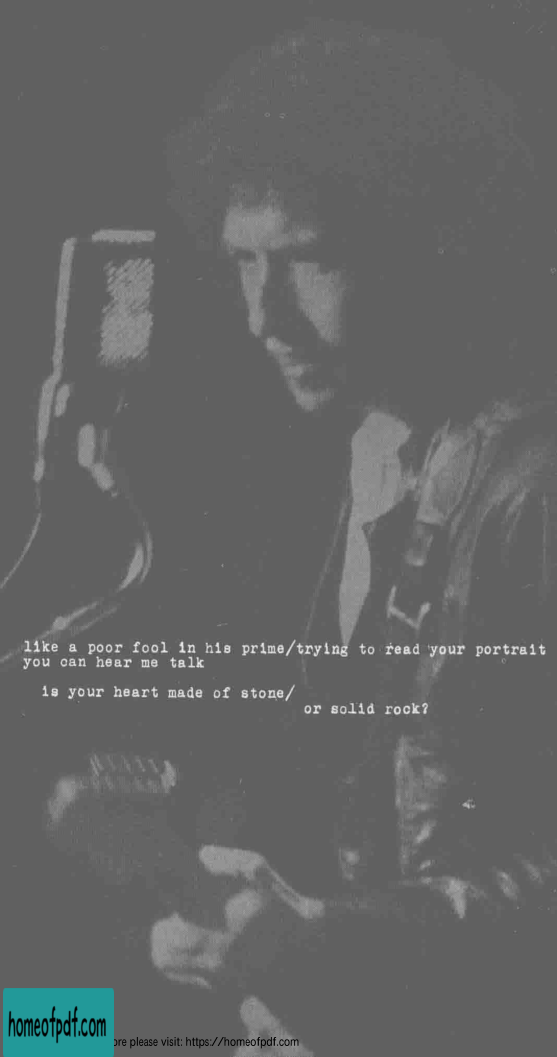 like a poor fool in his prime/trying to read your portrait
you can hear me talk
is your heart made of stone/
or solid rock?
homeofpdf.com
ore please visit: https://homeofpdf.com